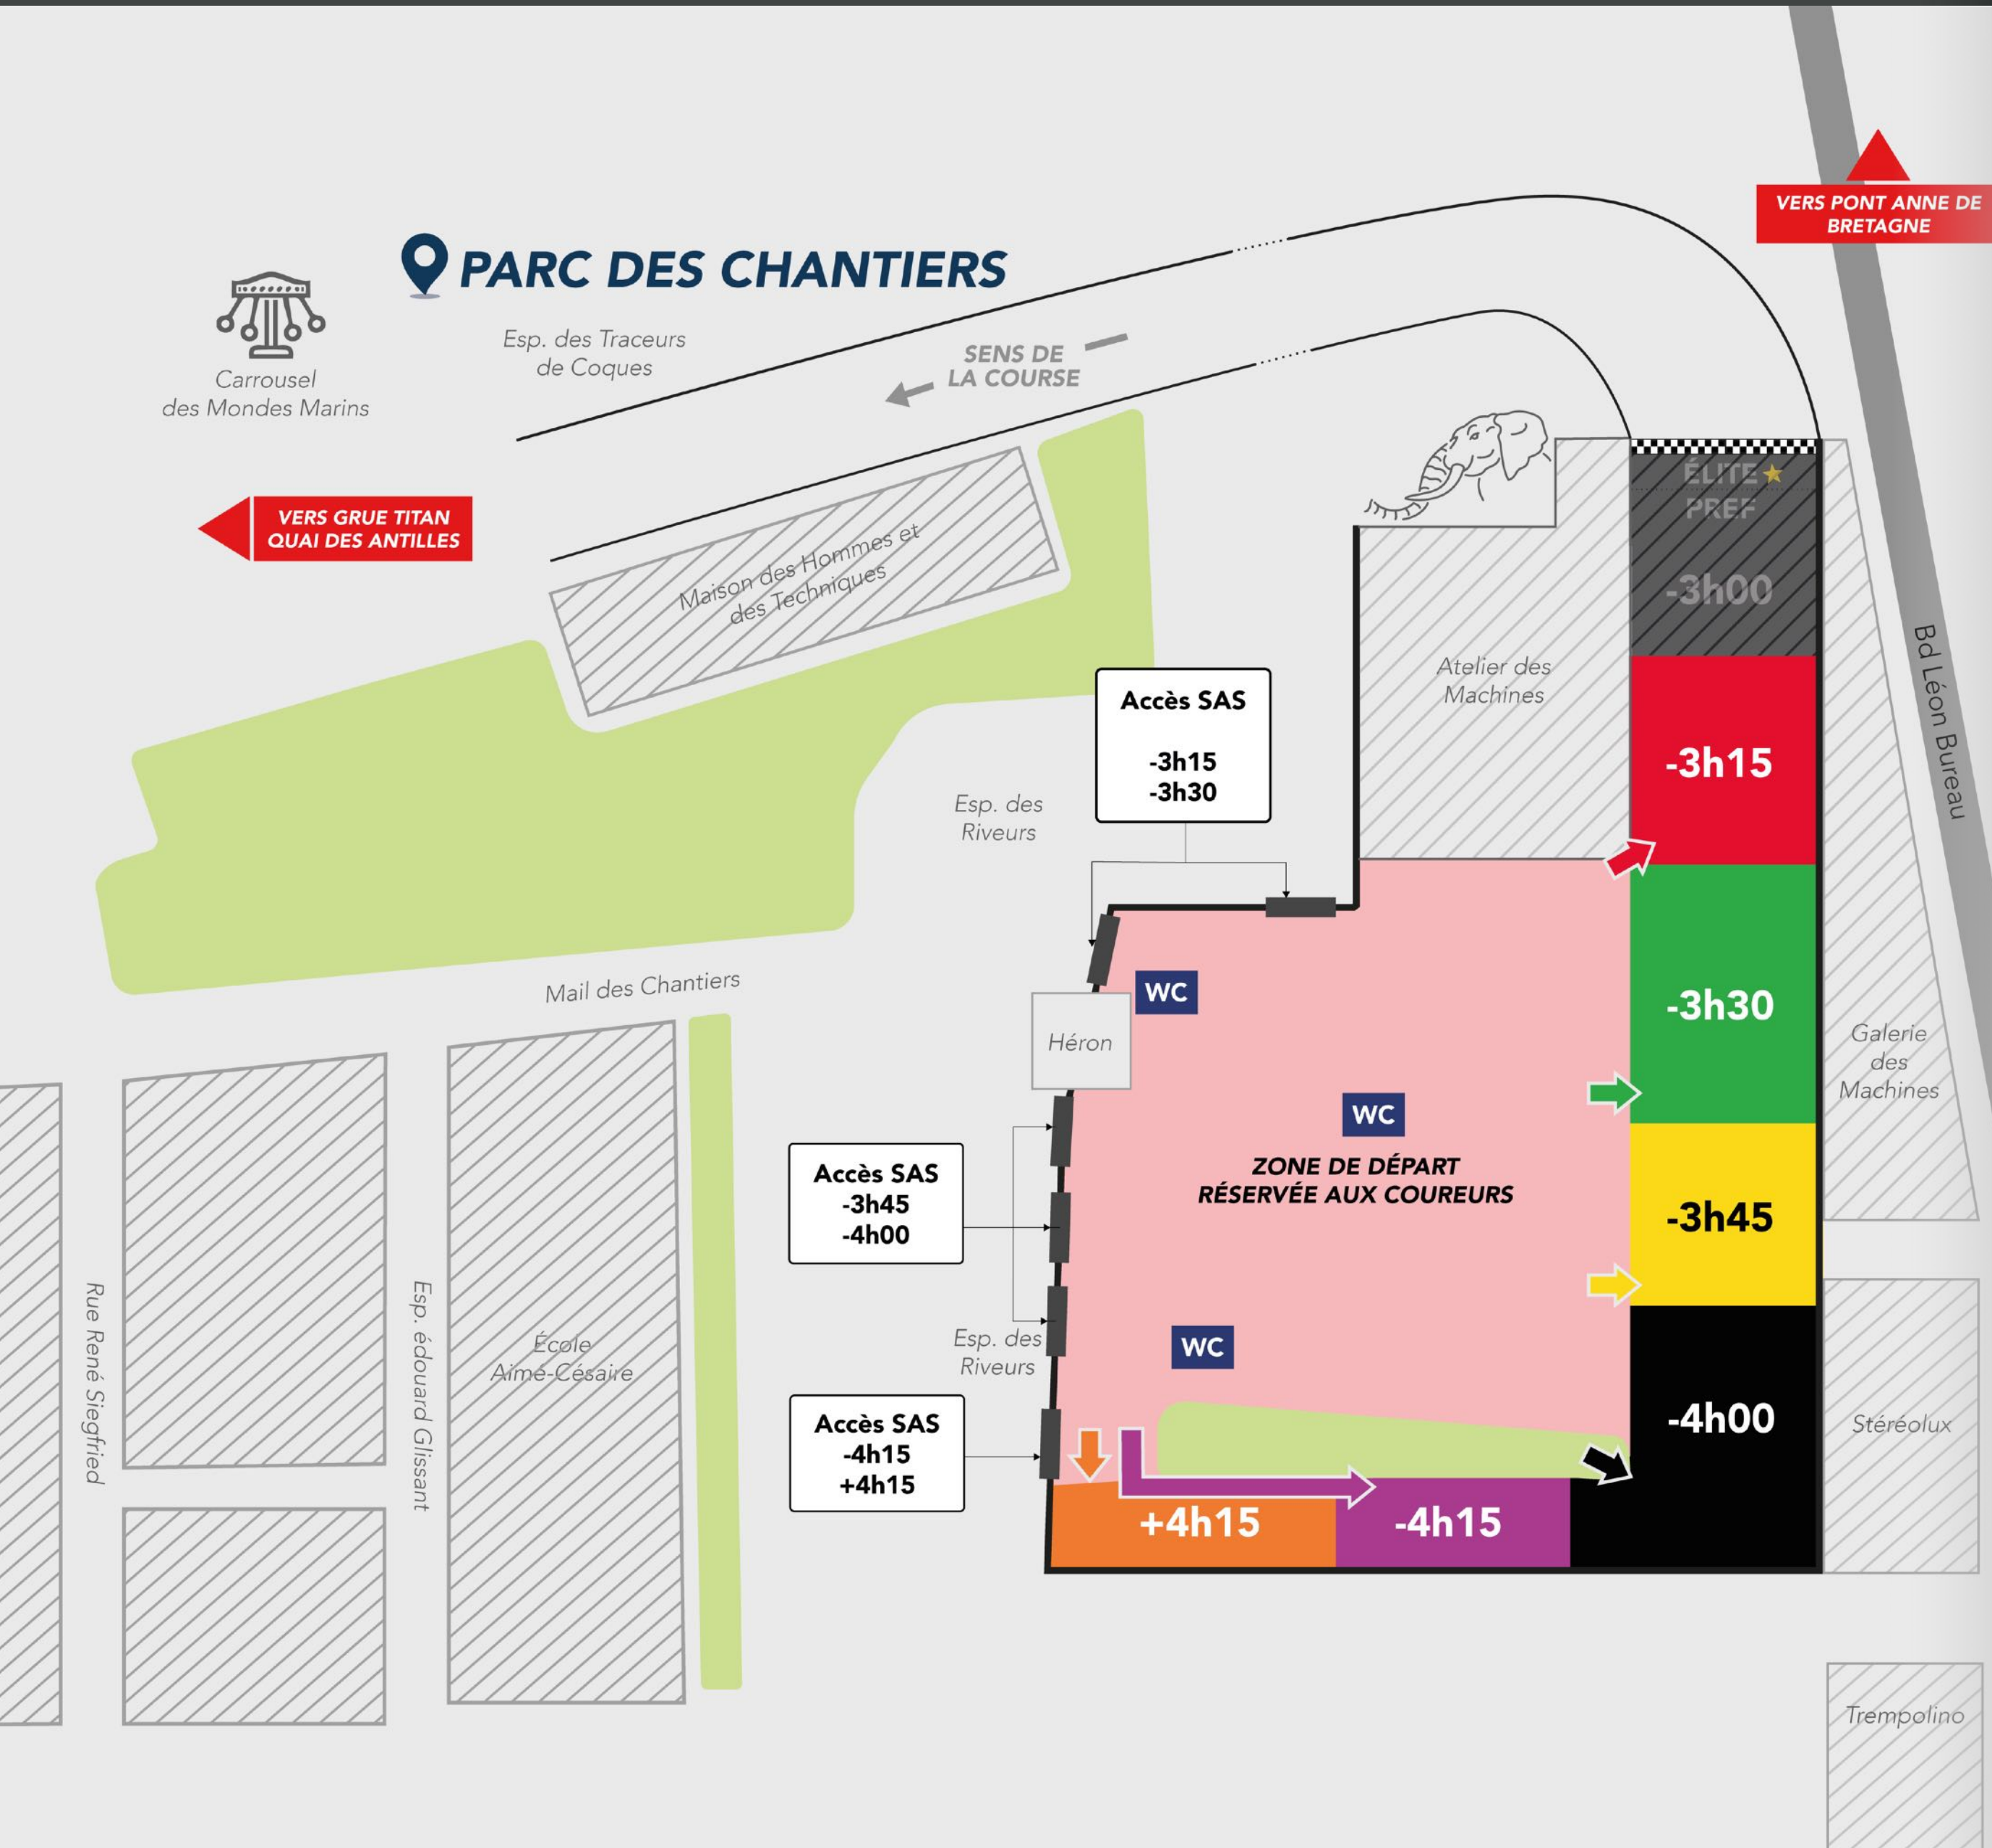 VERS PONT ANNE DE
BRETAGNE
PARC DES CHANTIERS
Carrousel
des Mondes Marins
Esp. des Traceurs
de Coques
SENS DE
LA COURSE
VERS GRUE TITAN
QUAI DES ANTILLES
Maison des Hommes et
des Techniques
ÉLITE
PREF
-3h00
Atelier des
Machines
Bd Léon Bureau
Accès SAS
-3h15
-3h30
-3h15
Esp. des
Riveurs
Mail des Chantiers
WC
Héron
-3h30
Galerie
des
Machines
WC
ZONE DE DÉPART
RÉSERVÉE AUX COUREURS
Accès SAS
-3h45
-4h00
-3h45
Rue René Siegfried
Esp. édouard Glissant
École
Aimé-Césaire
Esp. des
Riveurs
WC
Accès SAS
-4h15
+4h15
-4h00
Stéréolux
+4h15
-4h15
Trempolino